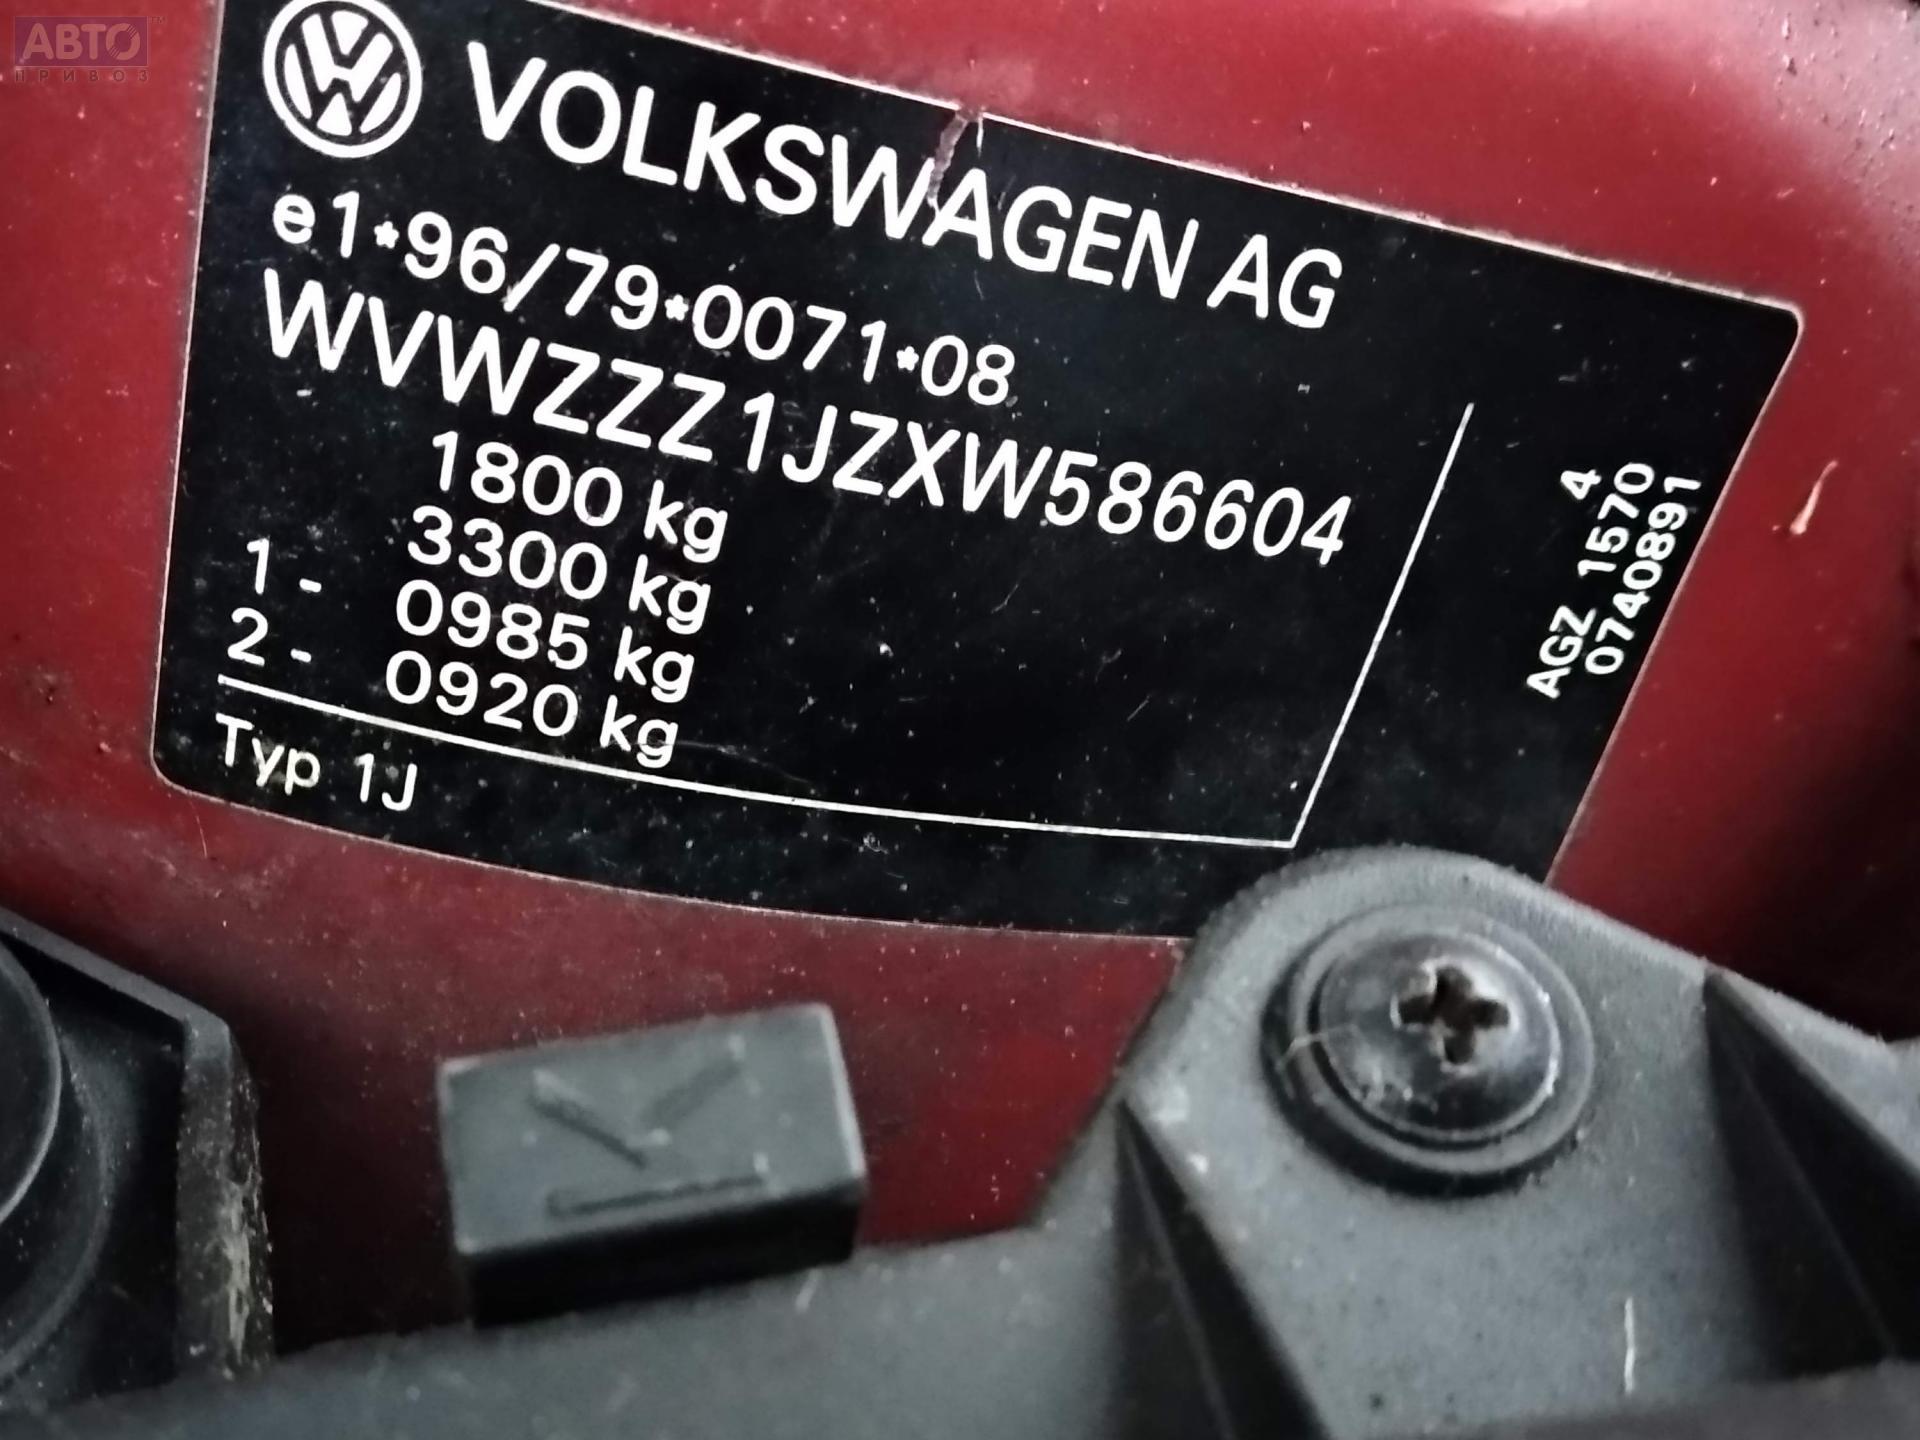 АВТО™
ПРИВОЗ
VOLKSWAGEN AG
e1*96/79*0071*08
WVWZZZ1JZXW586604
1800 kg
3300 kg
1- 0985 kg
2- 0920 kg
Typ 1J
4
AGZ 1570
0740891